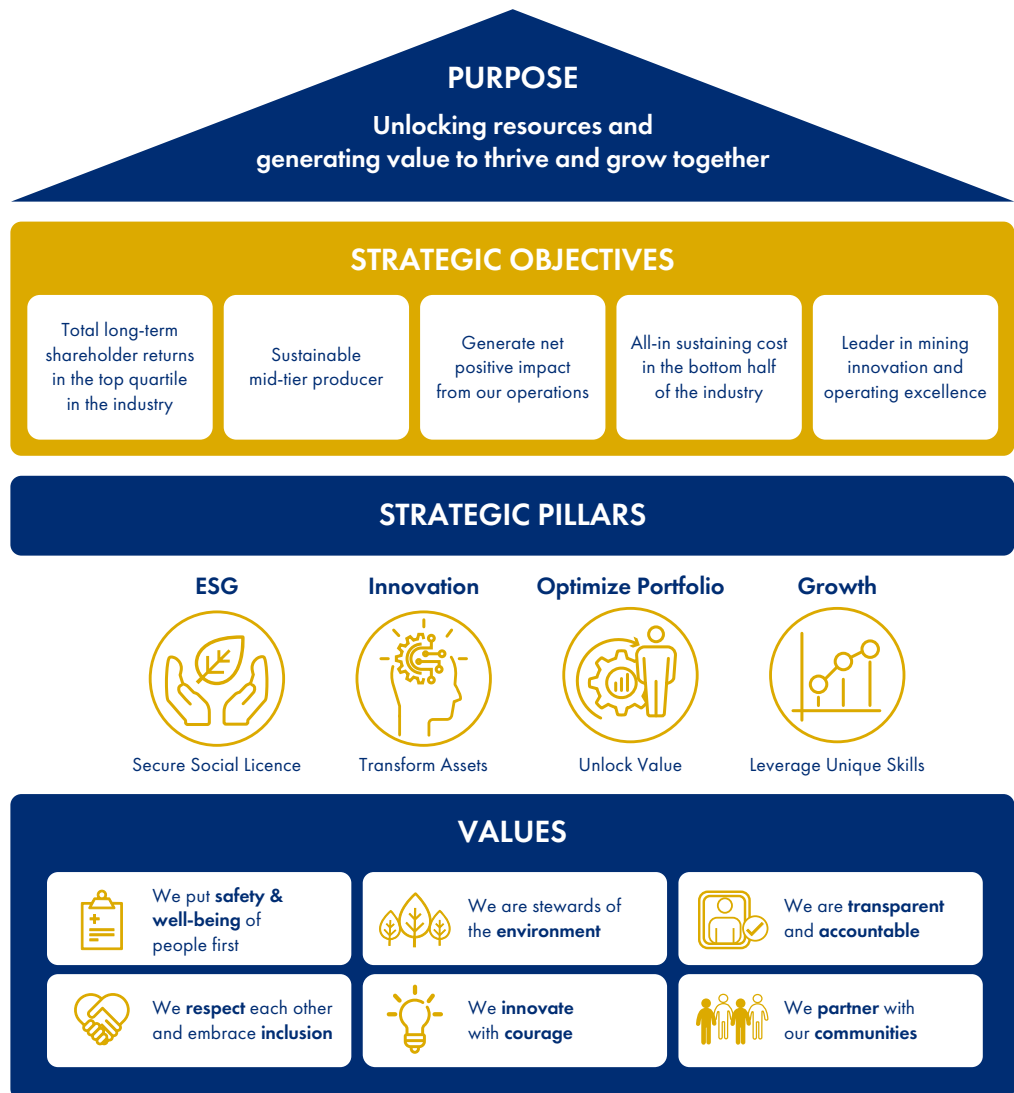 PURPOSE
Unlocking resources and
generating value to thrive and grow together
STRATEGIC OBJECTIVES
Total long-term
shareholder returns
in the top quartile
in the industry
Sustainable
mid-tier producer
Generate net
positive impact
from our operations
All-in sustaining cost
in the bottom half
of the industry
Leader in mining
innovation and
operating excellence
STRATEGIC PILLARS
ESG
Secure Social Licence
Innovation
Transform Assets
Optimize Portfolio
Unlock Value
Growth
Leverage Unique Skills
VALUES
We put safety &
well-being of
people first
We are stewards of
the environment
We are transparent
and accountable
We respect each other
and embrace inclusion
We innovate
with courage
We partner with
our communities